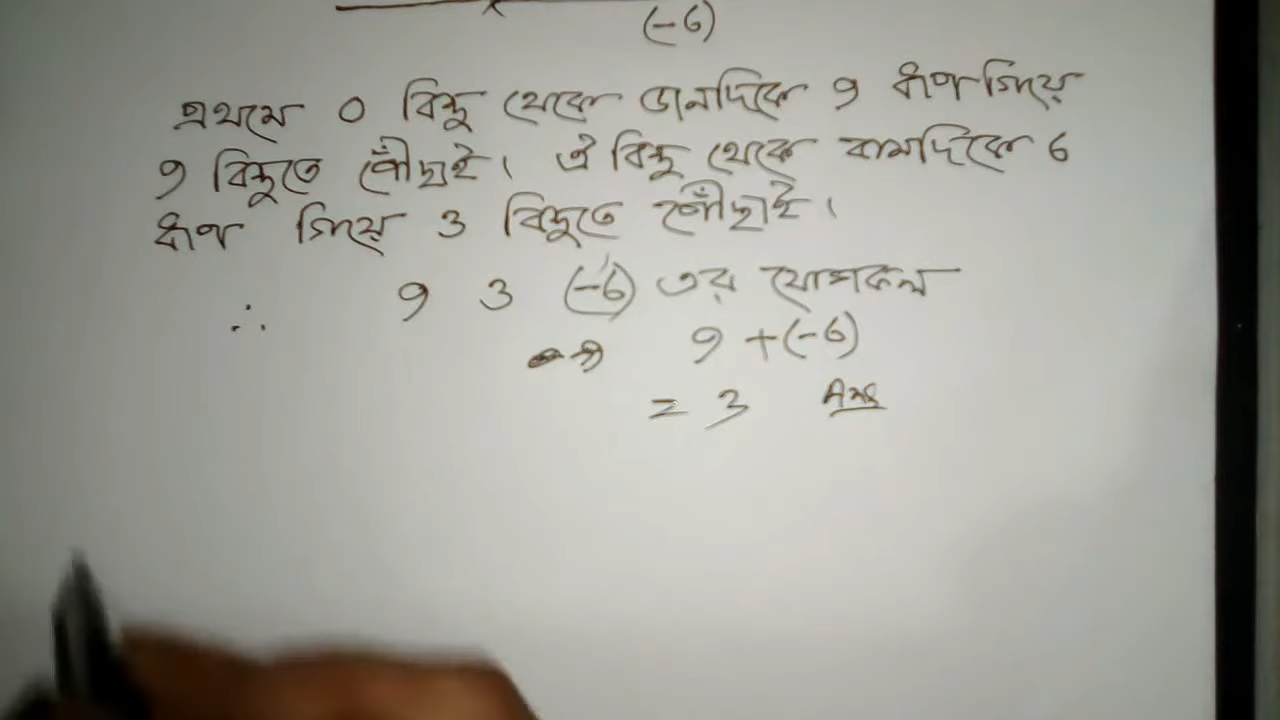 (-6)
প্রথমে 0 বিন্দু থেকে ডানদিকে 9 ধাপ গিয়ে
9 বিন্দুতে পৌঁছাই। ঐ বিন্দু থেকে বামদিকে 6
ধাপ গিয়ে 3 বিন্দুতে পৌঁছাই।
∴ 9 ও (-6) এর যোগফল
→ 9 +(-6)
= 3 Ans